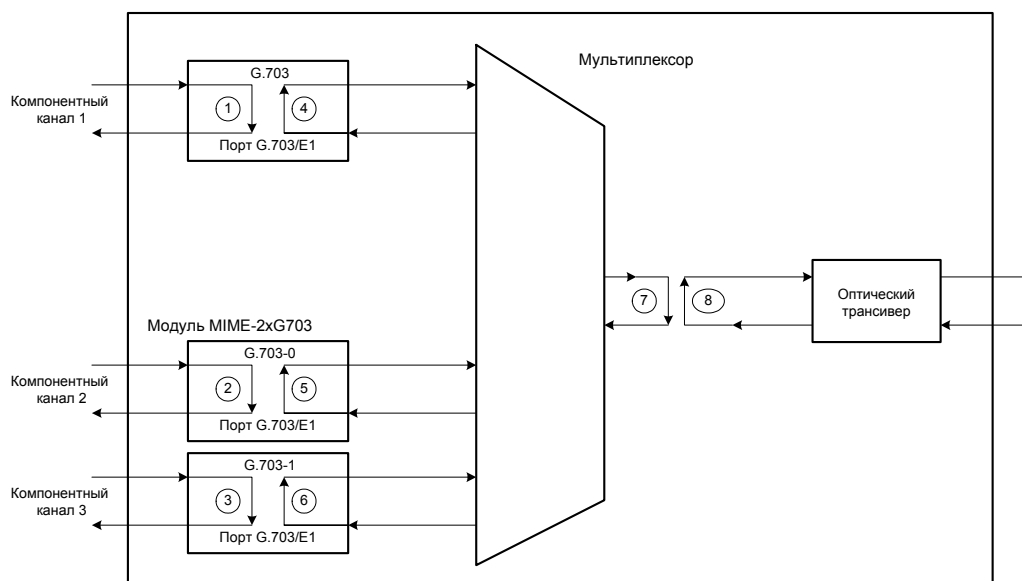 Мультиплексор
G.703
Компонентный
канал 1
1
4
Порт G.703/E1
7
8
Оптический
трансивер
Модуль MIME-2xG703
G.703-0
Компонентный
канал 2
2
5
Порт G.703/E1
G.703-1
Компонентный
канал 3
3
6
Порт G.703/E1